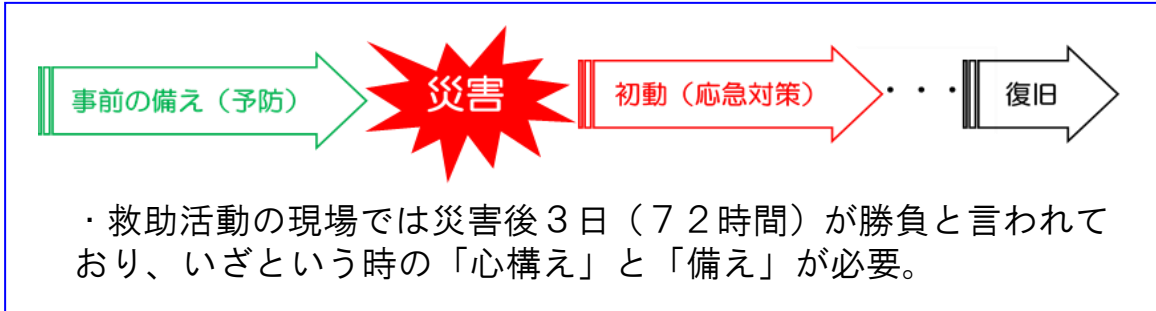 事前の備え（予防）
災害
初動（応急対策）
・・・
復旧
・救助活動の現場では災害後３日（７２時間）が勝負と言われて
おり、いざという時の「心構え」と「備え」が必要。